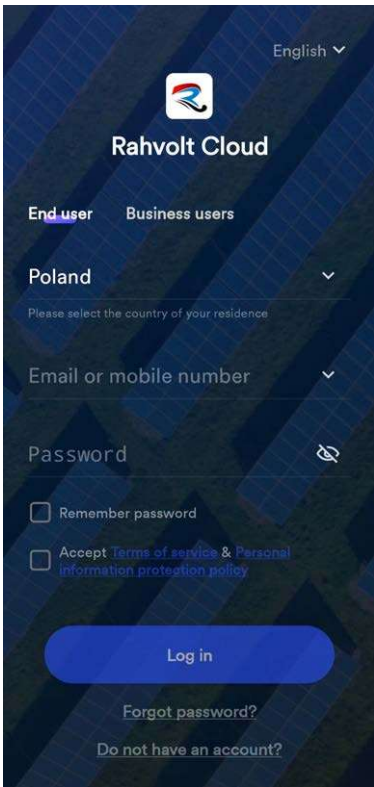 English
Rahvolt Cloud
End user Business users
Poland
Please select the country of your residence
Email or mobile number
Password
Remember password
Accept Terms of service & Personal
information protection policy
Log in
Forgot password?
Do not have an account?